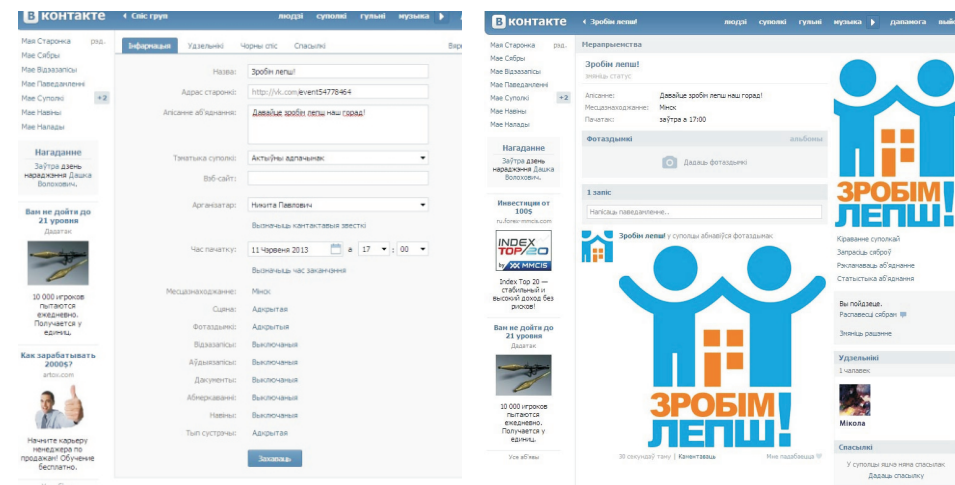 В контакте
Спіс груп
людзі суполкі гульні музыка
Мая Старонка рэд.
Мае Сябры
Мае Відэазапісы
Мае Паведамленні
Мае Суполкі +2
Мае Навіны
Мае Налады
Нагаданне
Заўтра дзень
нараджэння Дашка
Волохович.
Вам не дойти до
21 уровня
Дадатак
10 000 игроков
пытаются
ежедневно.
Получается у
единиц.
Как зарабатывать
2000$?
artox.com
Начните карьеру
менеджера по
продажам! Обучение
бесплатно.
Інфармацыя Удзельнікі Чорны спіс Спасылкі
Назва: Зробім лепш!
Адрас старонкі: http://vk.com/event54778464
Апісанне аб'яднання: Давайце зробім лепш наш горад!
Тэматыка суполкі: Актыўны адпачынак
Вэб-сайт:
Арганізатар: Никита Павлович
Вызначыць кантактавыя звесткі
Час пачатку: 11 Чэрвеня 2013 а 17 : 00
Вызначыць час заканчэння
Месцазнаходжанне: Мінск
Сцяна: Адкрытая
Фотаздымкі: Адкрытыя
Відэазапісы: Выключаныя
Аўдыязапісы: Выключаныя
Дакументы: Выключаныя
Абмеркаванні: Выключаныя
Навіны: Выключаныя
Тып сустрэчы: Адкрытая
Захаваць
В контакте
Зробім лепш!
людзі суполкі гульні музыка дапамога
Мая Старонка рэд.
Мае Сябры
Мае Відэазапісы
Мае Паведамленні
Мае Суполкі +2
Мае Навіны
Мае Налады
Нагаданне
Заўтра дзень
нараджэння Дашка
Волохович.
Инвестиции от
100$
ru.forex-mmcis.com
INDEX
TOP/20
by MMCIS
Index Top 20 —
стабильный и
высокий доход без
рисков!
Вам не дойти до
21 уровня
Дадатак
10 000 игроков
пытаются
ежедневно.
Получается у
единиц.
Усе аб'явы
Мерапрыемства
Зробім лепш!
змяніць статус
Апісанне: Давайце зробім лепш наш горад!
Месцазнаходжанне: Мінск
Пачатак: заўтра а 17:00
Фотаздымкі альбомы
Дадаць фотаздымкі
1 запіс
Напісаць паведамленне...
Зробім лепш! у суполцы абнавіўся фотаздымак
ЗРОБІМ
ЛЕПШ!
30 секундаў таму | Каментаваць Мне падабаецца
ЗРОБІМ
ЛЕПШ!
Кіраванне суполкай
Запрасіць сяброў
Рэкламаваць аб'яднанне
Статыстыка аб'яднання
Вы пойдзеце.
Распавесці сябрам
Змяніць рашэнне
Удзельнікі
1 чалавек
Мікола
Спасылкі
У суполцы яшчэ няма спасылак
Дадаць спасылку